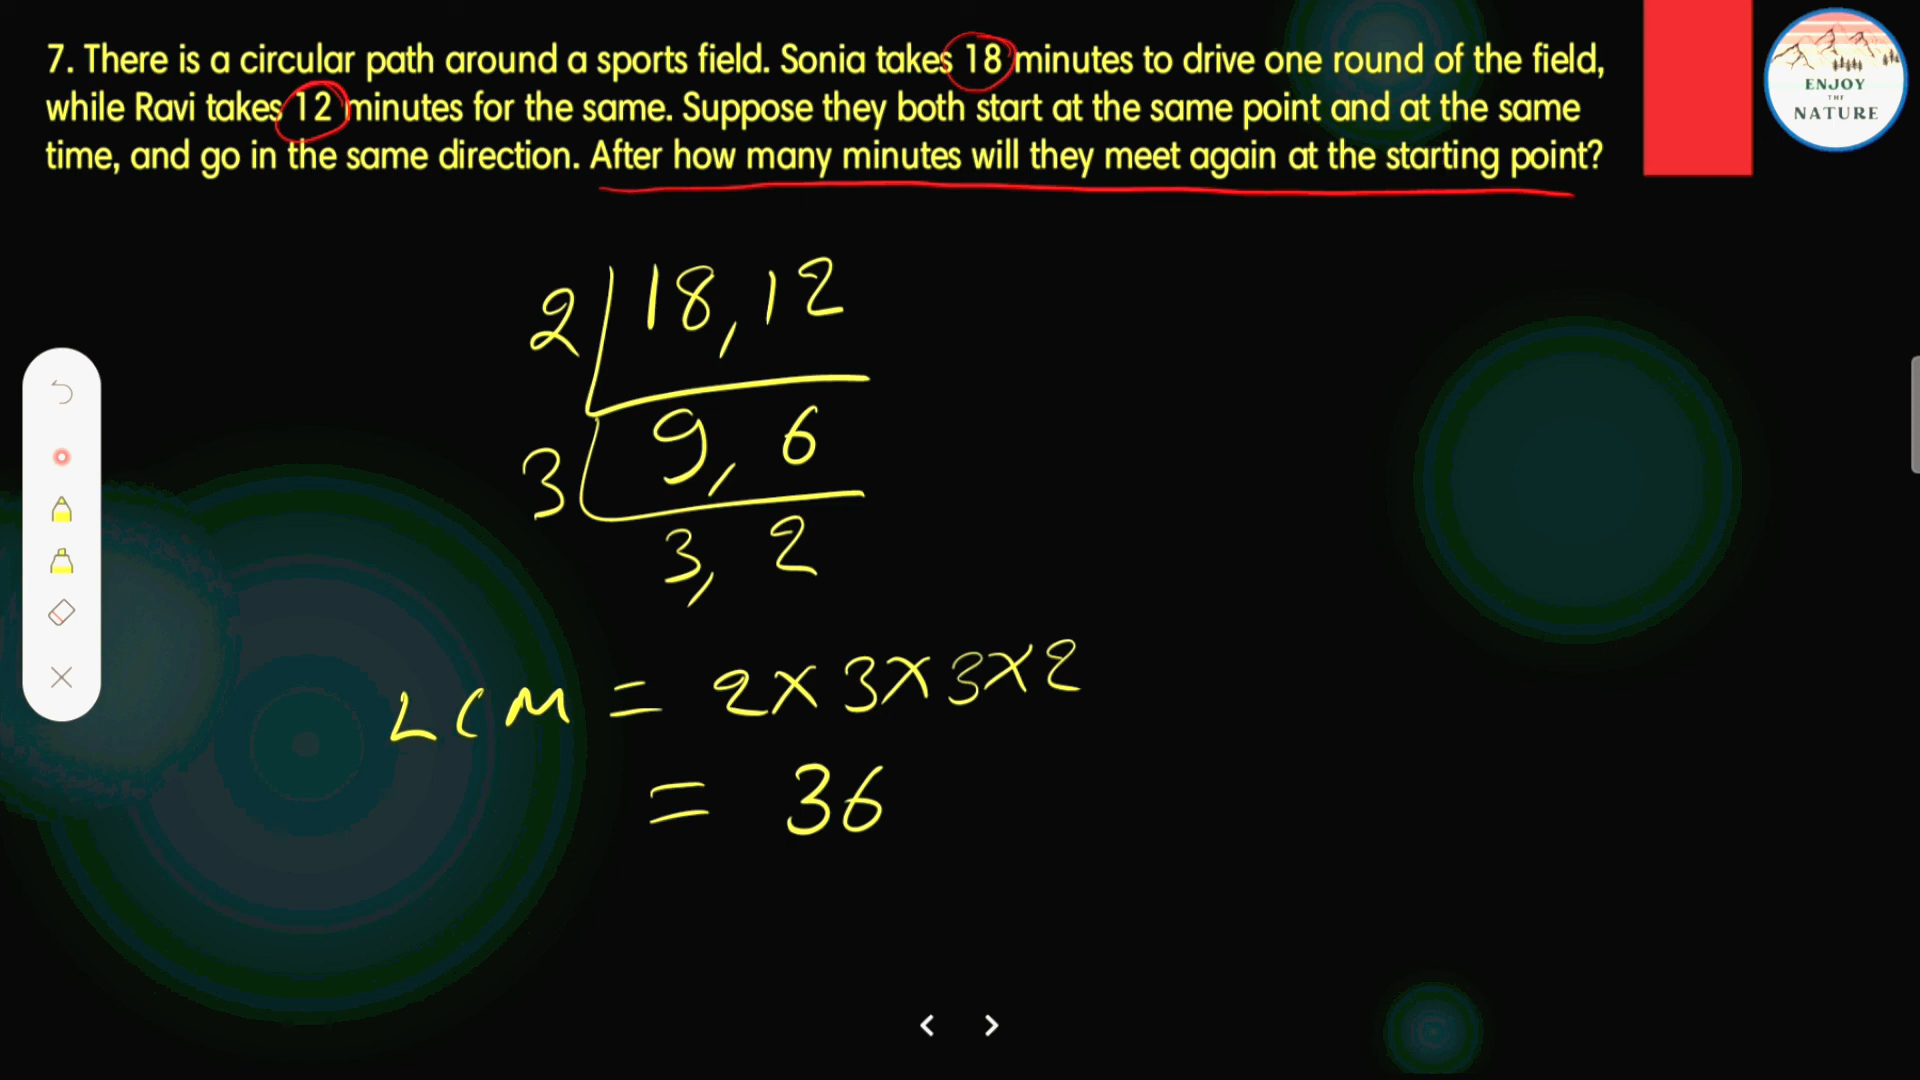 7. There is a circular path around a sports field. Sonia takes 18 minutes to drive one round of the field,
while Ravi takes 12 minutes for the same. Suppose they both start at the same point and at the same
time, and go in the same direction. After how many minutes will they meet again at the starting point?
ENJOY
THE
NATURE
2 18, 12
3 9, 6
3, 2
LCM = 2×3×3×2
= 36